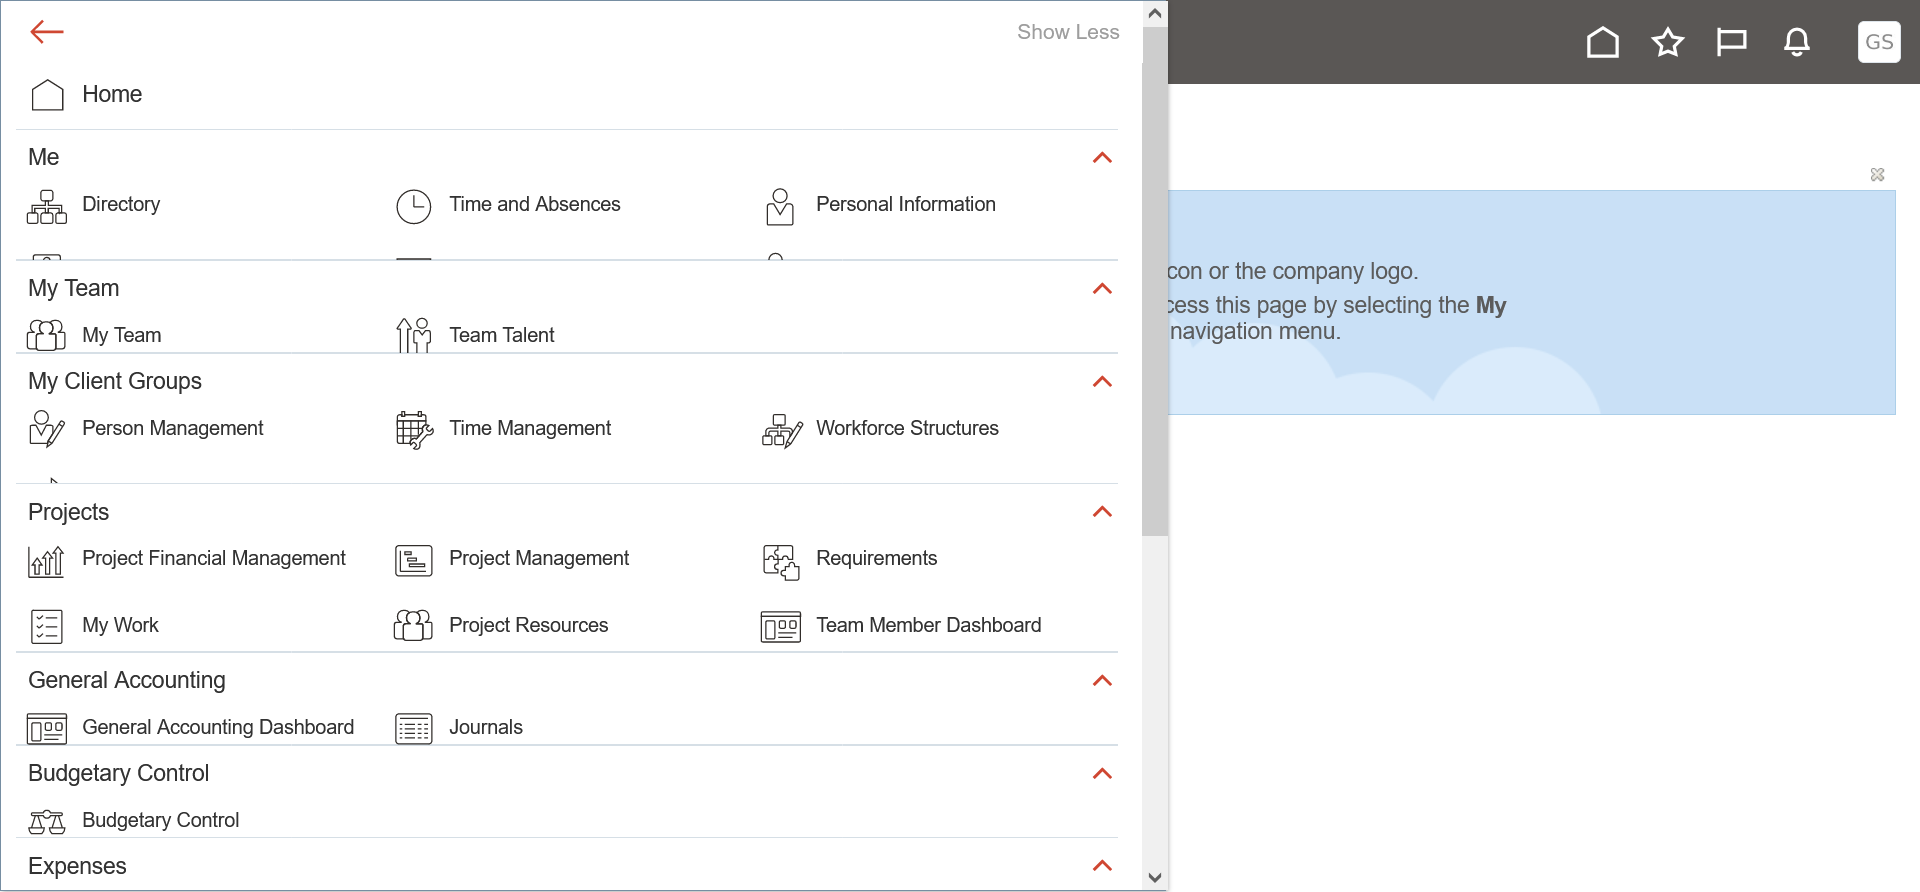 Show Less
GS
Home
Me
Directory
Time and Absences
Personal Information
My Team
My Team
Team Talent
My Client Groups
Person Management
Time Management
Workforce Structures
Projects
Project Financial Management
Project Management
Requirements
My Work
Project Resources
Team Member Dashboard
General Accounting
General Accounting Dashboard
Journals
Budgetary Control
Budgetary Control
Expenses
con or the company logo.
cess this page by selecting the My
navigation menu.